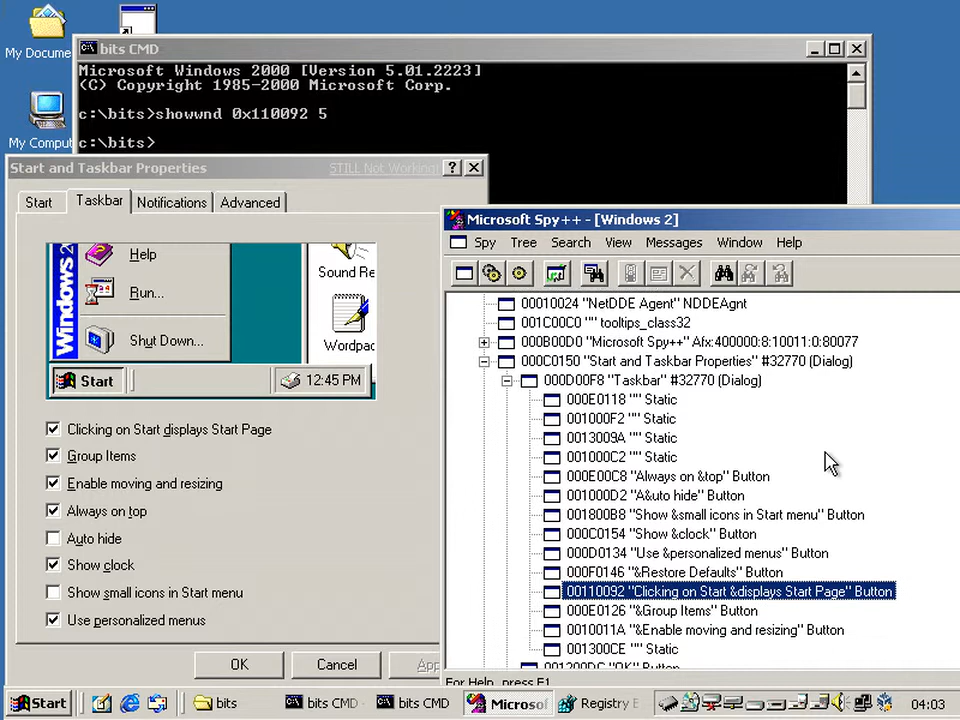 My Docume
bits CMD
Microsoft Windows 2000 [Version 5.01.2223]
(C) Copyright 1985-2000 Microsoft Corp.
c:\bits>showwnd 0x110092 5
c:\bits>
My Comput
Start and Taskbar Properties
STILL Not Working!
Start
Taskbar
Notifications
Advanced
Windows 2
Help
Run...
Shut Down...
Start
Sound Re
Wordpac
12:45 PM
Clicking on Start displays Start Page
Group Items
Enable moving and resizing
Always on top
Auto hide
Show clock
Show small icons in Start menu
Use personalized menus
OK
Cancel
App
Microsoft Spy++ - [Windows 2]
Spy Tree Search View Messages Window Help
00010024 "NetDDE Agent" NDDEAgnt
001C00C0 "" tooltips_class32
000B00D0 "Microsoft Spy++" Afx:400000:8:10011:0:80077
000C0150 "Start and Taskbar Properties" #32770 (Dialog)
000D00F8 "Taskbar" #32770 (Dialog)
000E0118 "" Static
001000F2 "" Static
0013009A "" Static
001000C2 "" Static
000E00C8 "Always on &top" Button
001000D2 "A&uto hide" Button
001800B8 "Show &small icons in Start menu" Button
000C0154 "Show &clock" Button
000D0134 "Use &personalized menus" Button
000F0146 "&Restore Defaults" Button
00110092 "Clicking on Start &displays Start Page" Button
000E0126 "&Group Items" Button
0010011A "&Enable moving and resizing" Button
001300CE "" Static
001200DC "OK" Button
For Help, press F1
Start
bits
bits CMD
bits CMD
Microsof
Registry E
04:03